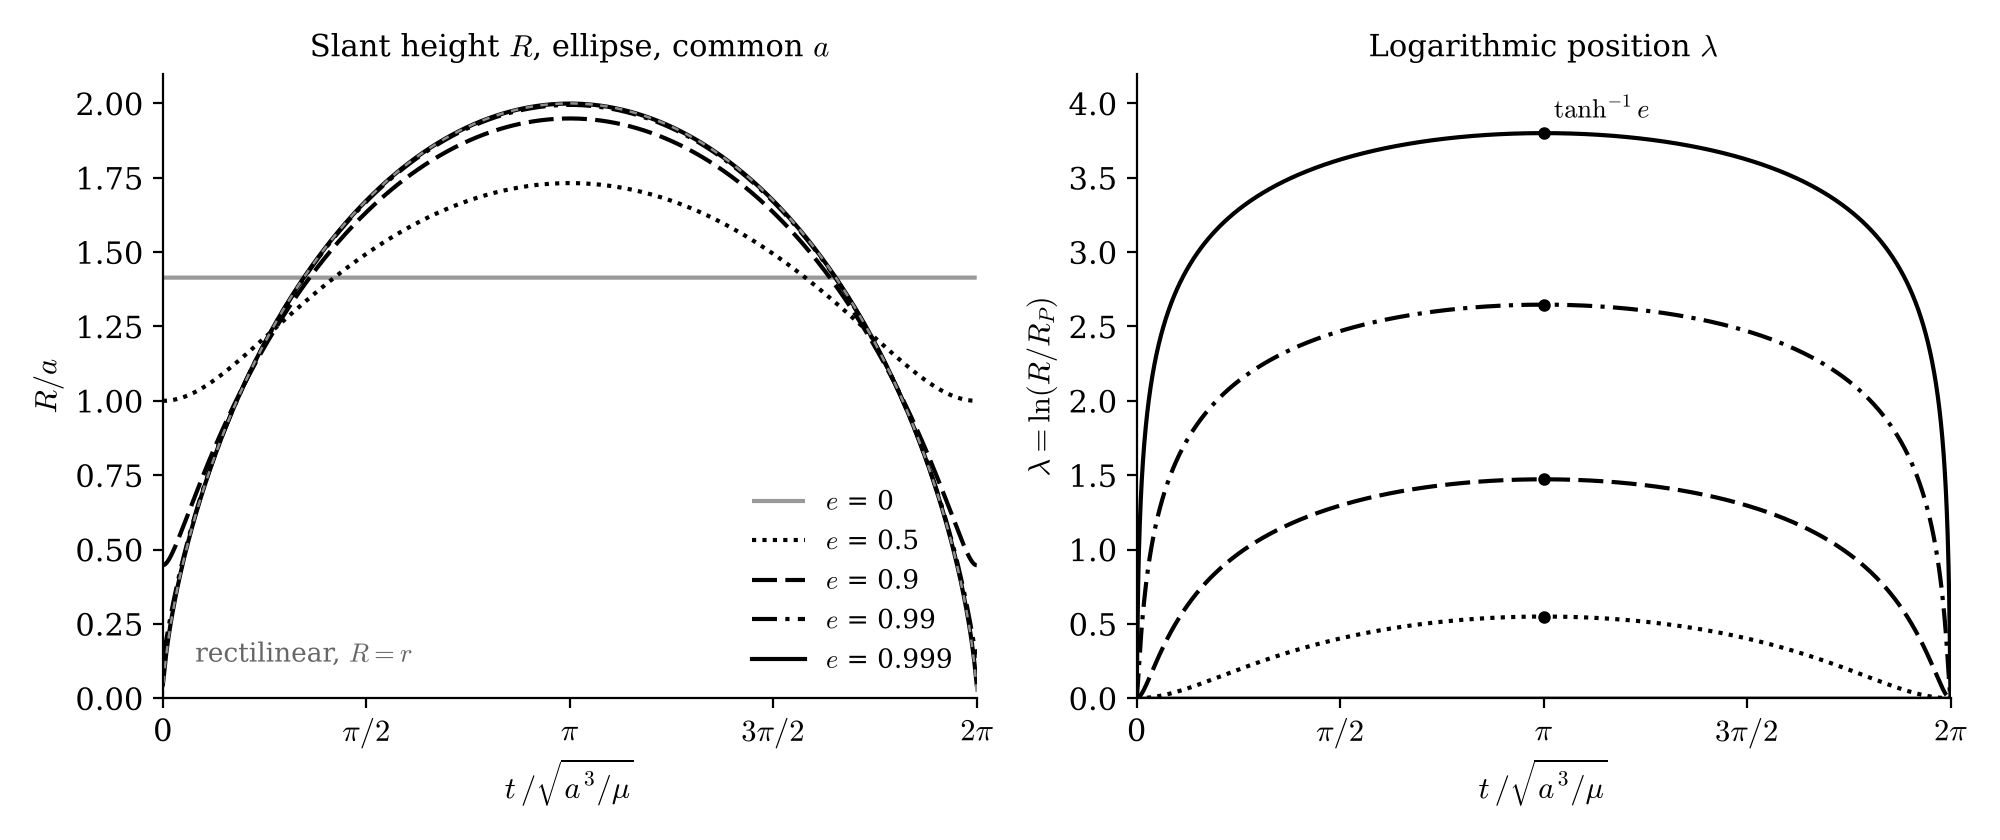 Slant height R, ellipse, common a
2.00
1.75
1.50
1.25
1.00
0.75
0.50
0.25
0.00
R/a
e = 0
e = 0.5
e = 0.9
e = 0.99
e = 0.999
rectilinear, R = r
0
π/2
π
3π/2
2π
t /√a³/μ
Logarithmic position λ
4.0
3.5
3.0
2.5
2.0
1.5
1.0
0.5
0.0
λ = ln(R/R_P)
tanh⁻¹ e
0
π/2
π
3π/2
2π
t /√a³/μ